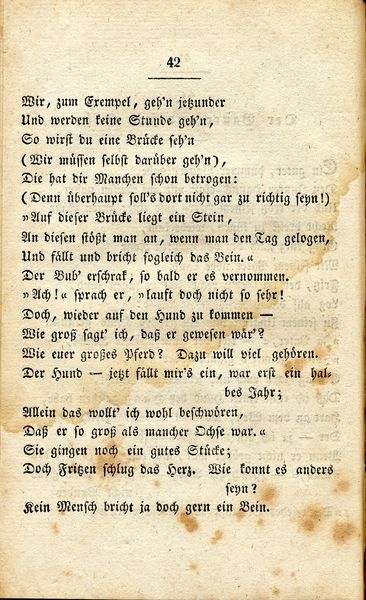 42
Wir, zum Exempel, geh'n jetzunder
Und werden keine Stunde geh'n,
So wirst du eine Brücke seh'n
(Wir müssen selbst darüber geh'n),
Die hat dir Manchen schon betrogen:
(Denn überhaupt soll's dort nicht gar zu richtig seyn!)
»Auf dieser Brücke liegt ein Stein,
An diesen stößt man an, wenn man den Tag gelogen,
Und fällt und bricht sogleich das Bein.«
Der Bub' erschrak, so bald er es vernommen.
»Ach!« sprach er, »lauft doch nicht so sehr!
Doch, wieder auf den Hund zu kommen —
Wie groß sagt' ich, daß er gewesen wär'?
Wie euer großes Pferd? Dazu will viel gehören.
Der Hund — jetzt fällt mir's ein, war erst ein hal-
bes Jahr;
Allein das wollt' ich wohl beschwören,
Daß er so groß als mancher Ochse war.«
Sie gingen noch ein gutes Stücke;
Doch Fritzen schlug das Herz. Wie konnt es anders
seyn?
Kein Mensch bricht ja doch gern ein Bein.